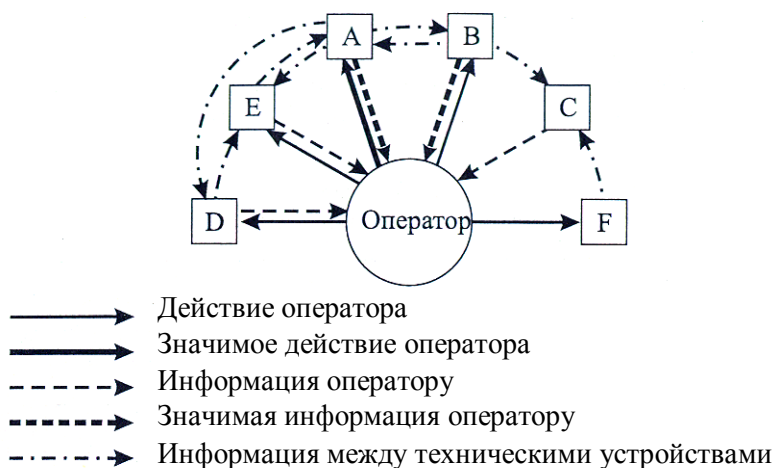 A B
E C
D Оператор F
Действие оператора
Значимое действие оператора
Информация оператору
Значимая информация оператору
Информация между техническими устройствами